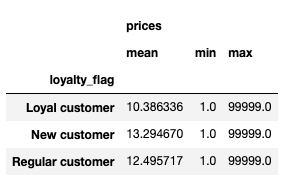 prices
mean min max
loyalty_flag
Loyal customer 10.386336 1.0 99999.0
New customer 13.294670 1.0 99999.0
Regular customer 12.495717 1.0 99999.0